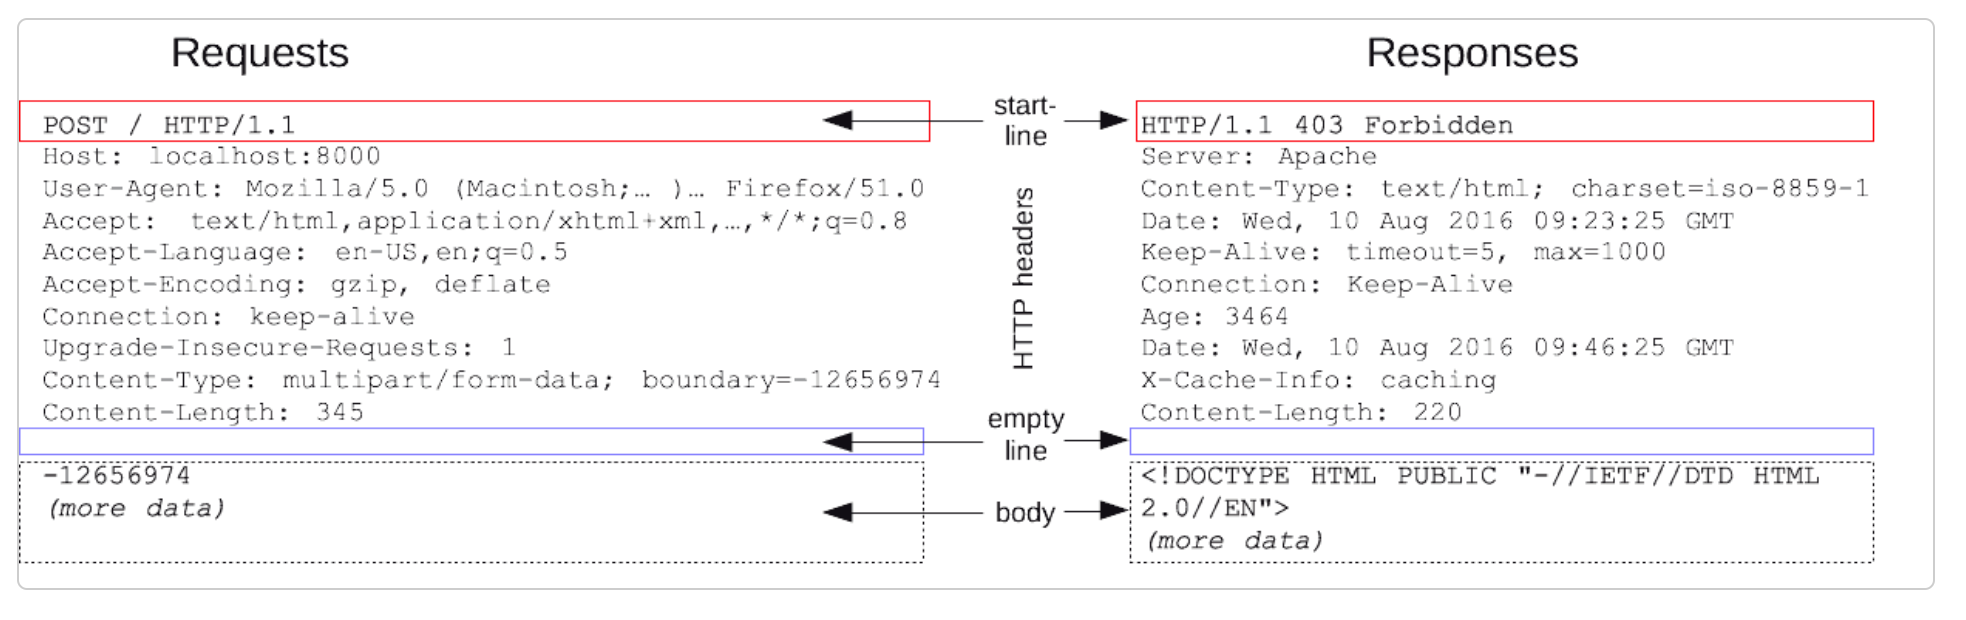 Requests
POST / HTTP/1.1
Host: localhost:8000
User-Agent: Mozilla/5.0 (Macintosh;… )… Firefox/51.0
Accept: text/html,application/xhtml+xml,…,*/*;q=0.8
Accept-Language: en-US,en;q=0.5
Accept-Encoding: gzip, deflate
Connection: keep-alive
Upgrade-Insecure-Requests: 1
Content-Type: multipart/form-data; boundary=-12656974
Content-Length: 345
-12656974
(more data)
start-
line
HTTP headers
empty
line
body
Responses
HTTP/1.1 403 Forbidden
Server: Apache
Content-Type: text/html; charset=iso-8859-1
Date: Wed, 10 Aug 2016 09:23:25 GMT
Keep-Alive: timeout=5, max=1000
Connection: Keep-Alive
Age: 3464
Date: Wed, 10 Aug 2016 09:46:25 GMT
X-Cache-Info: caching
Content-Length: 220
<!DOCTYPE HTML PUBLIC "-//IETF//DTD HTML
2.0//EN">
(more data)